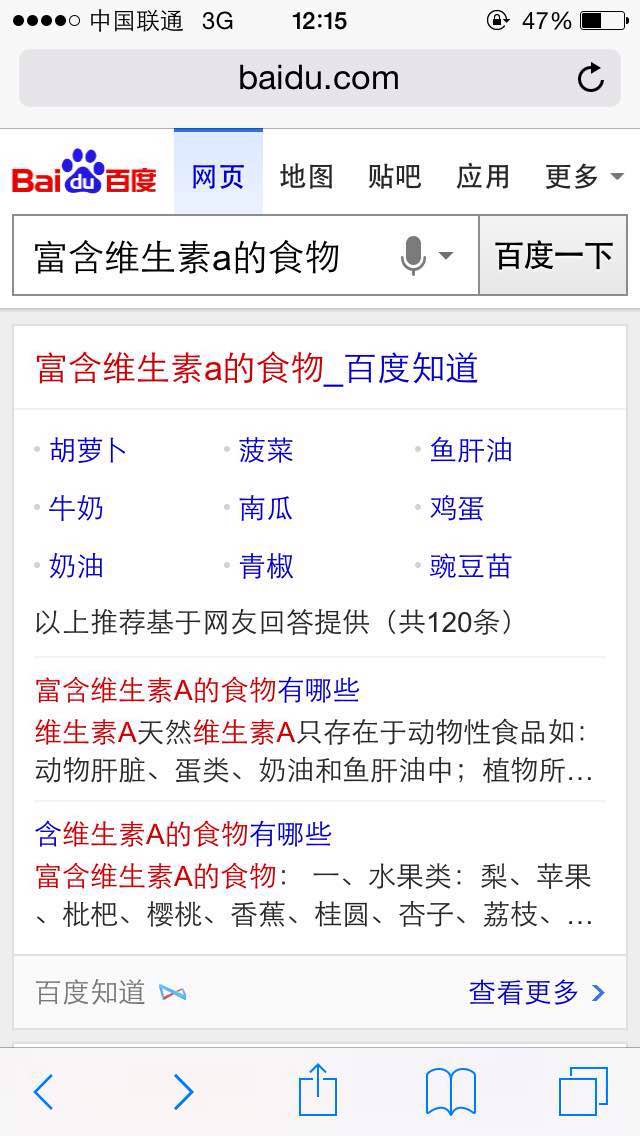 中国联通 3G 12:15 47%
baidu.com
Bai du 百度 网页 地图 贴吧 应用 更多
富含维生素a的食物 百度一下
富含维生素a的食物_百度知道
胡萝卜 菠菜 鱼肝油
牛奶 南瓜 鸡蛋
奶油 青椒 豌豆苗
以上推荐基于网友回答提供（共120条）
富含维生素A的食物有哪些
维生素A天然维生素A只存在于动物性食品如：
动物肝脏、蛋类、奶油和鱼肝油中；植物所...
含维生素A的食物有哪些
富含维生素A的食物： 一、水果类：梨、苹果
、枇杷、樱桃、香蕉、桂圆、杏子、荔枝、...
百度知道 查看更多